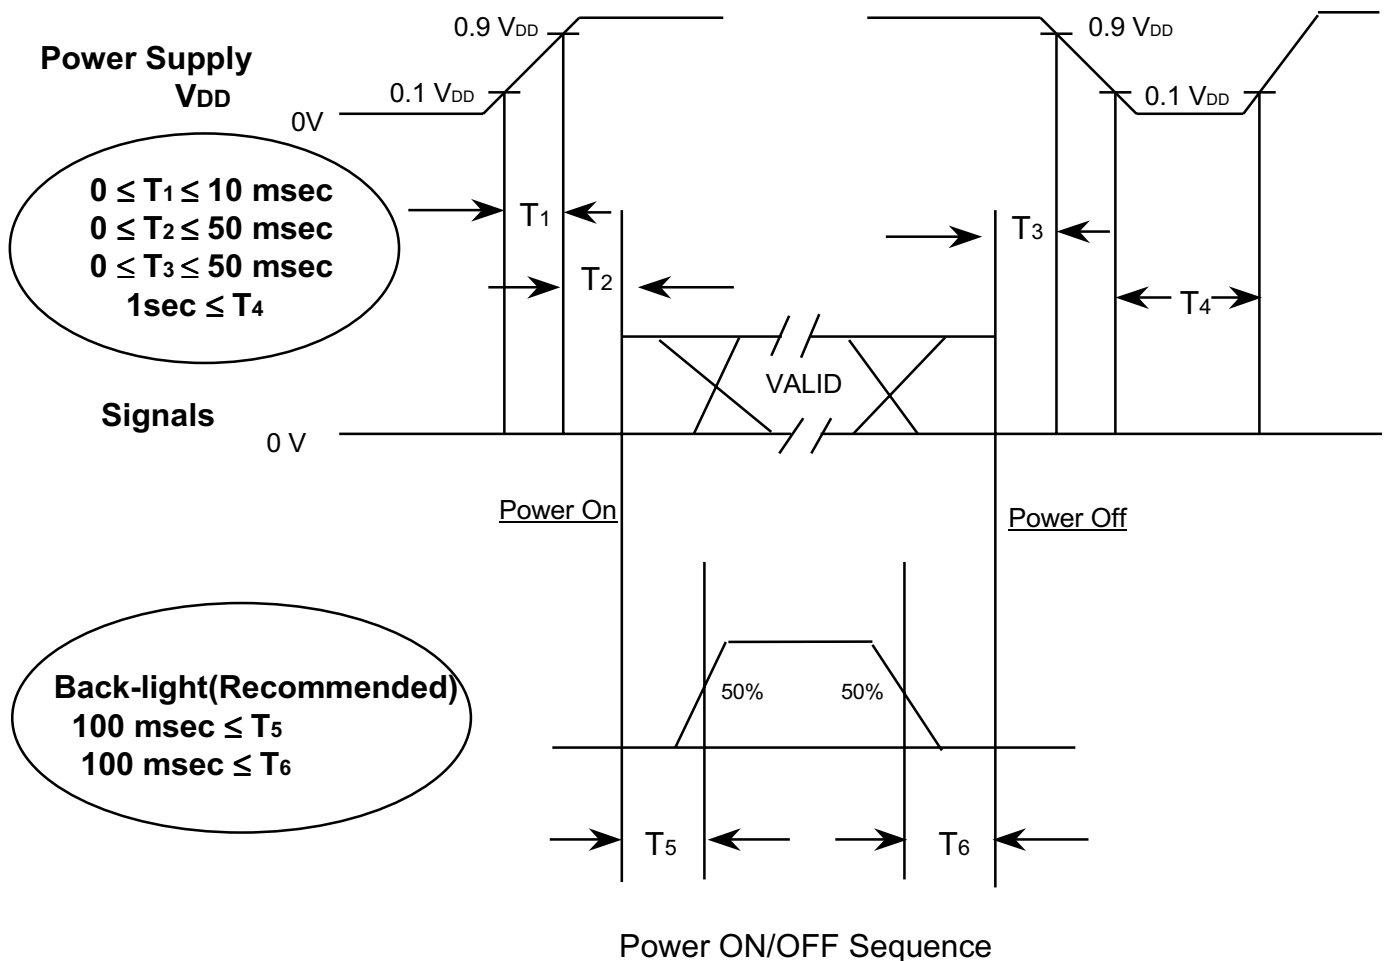 0.9 VDD
0.9 VDD
Power Supply
VDD
0.1 VDD
0.1 VDD
0V
0 ≤ T1 ≤ 10 msec
0 ≤ T2 ≤ 50 msec
0 ≤ T3 ≤ 50 msec
1sec ≤ T4
T1
T3
T2
T4
VALID
Signals
0 V
Power On
Power Off
Back-light(Recommended)
100 msec ≤ T5
100 msec ≤ T6
50%
50%
T5
T6
Power ON/OFF Sequence